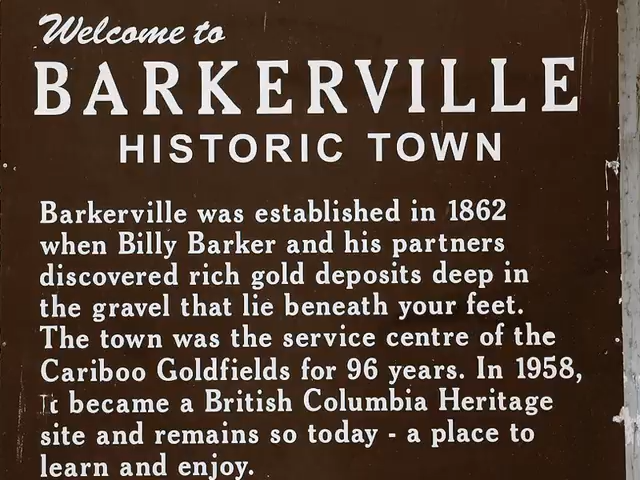 Welcome to
BARKERVILLE
HISTORIC TOWN
Barkerville was established in 1862
when Billy Barker and his partners
discovered rich gold deposits deep in
the gravel that lie beneath your feet.
The town was the service centre of the
Cariboo Goldfields for 96 years. In 1958,
It became a British Columbia Heritage
site and remains so today - a place to
learn and enjoy.